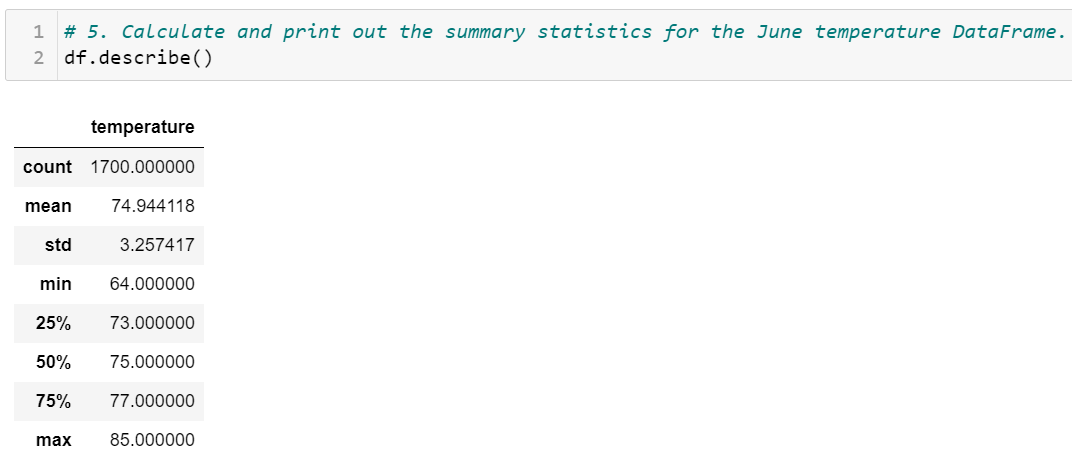 1 # 5. Calculate and print out the summary statistics for the June temperature DataFrame.
2 df.describe()
temperature
count 1700.000000
mean 74.944118
std 3.257417
min 64.000000
25% 73.000000
50% 75.000000
75% 77.000000
max 85.000000